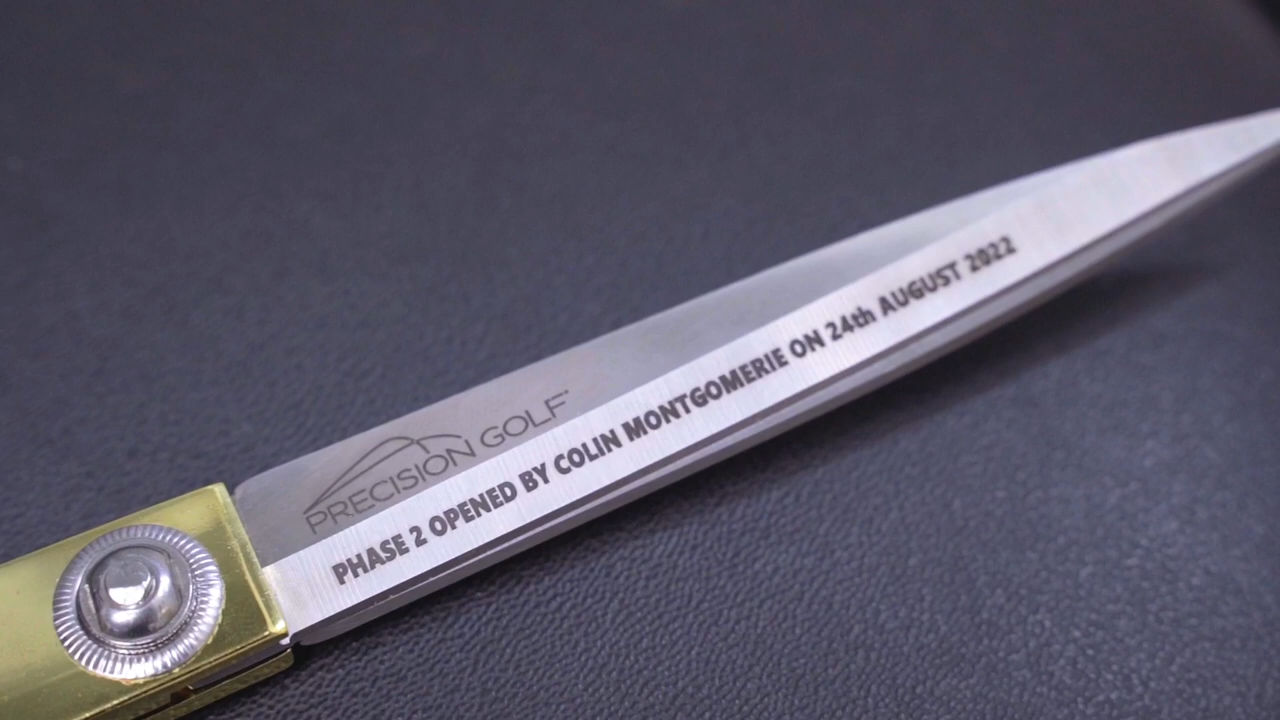 PRECISION GOLF
PHASE 2 OPENED BY COLIN MONTGOMERIE ON 24th AUGUST 2022